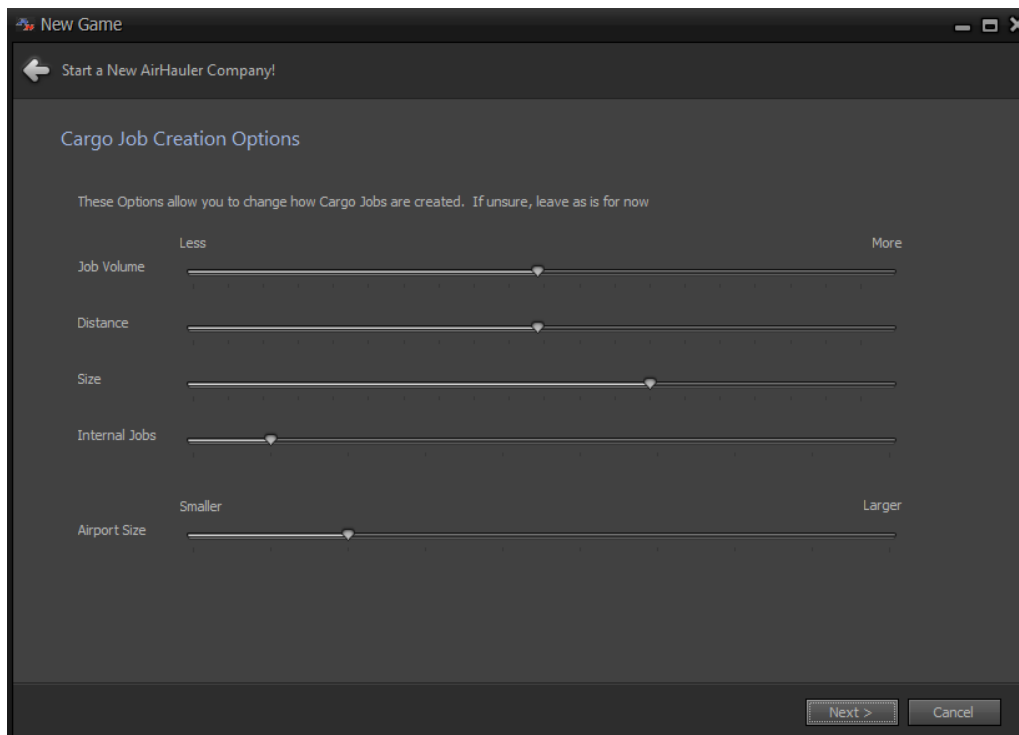 New Game
Start a New AirHauler Company!
Cargo Job Creation Options
These Options allow you to change how Cargo Jobs are created. If unsure, leave as is for now
Less More
Job Volume
Distance
Size
Internal Jobs
Smaller Larger
Airport Size
Next > Cancel